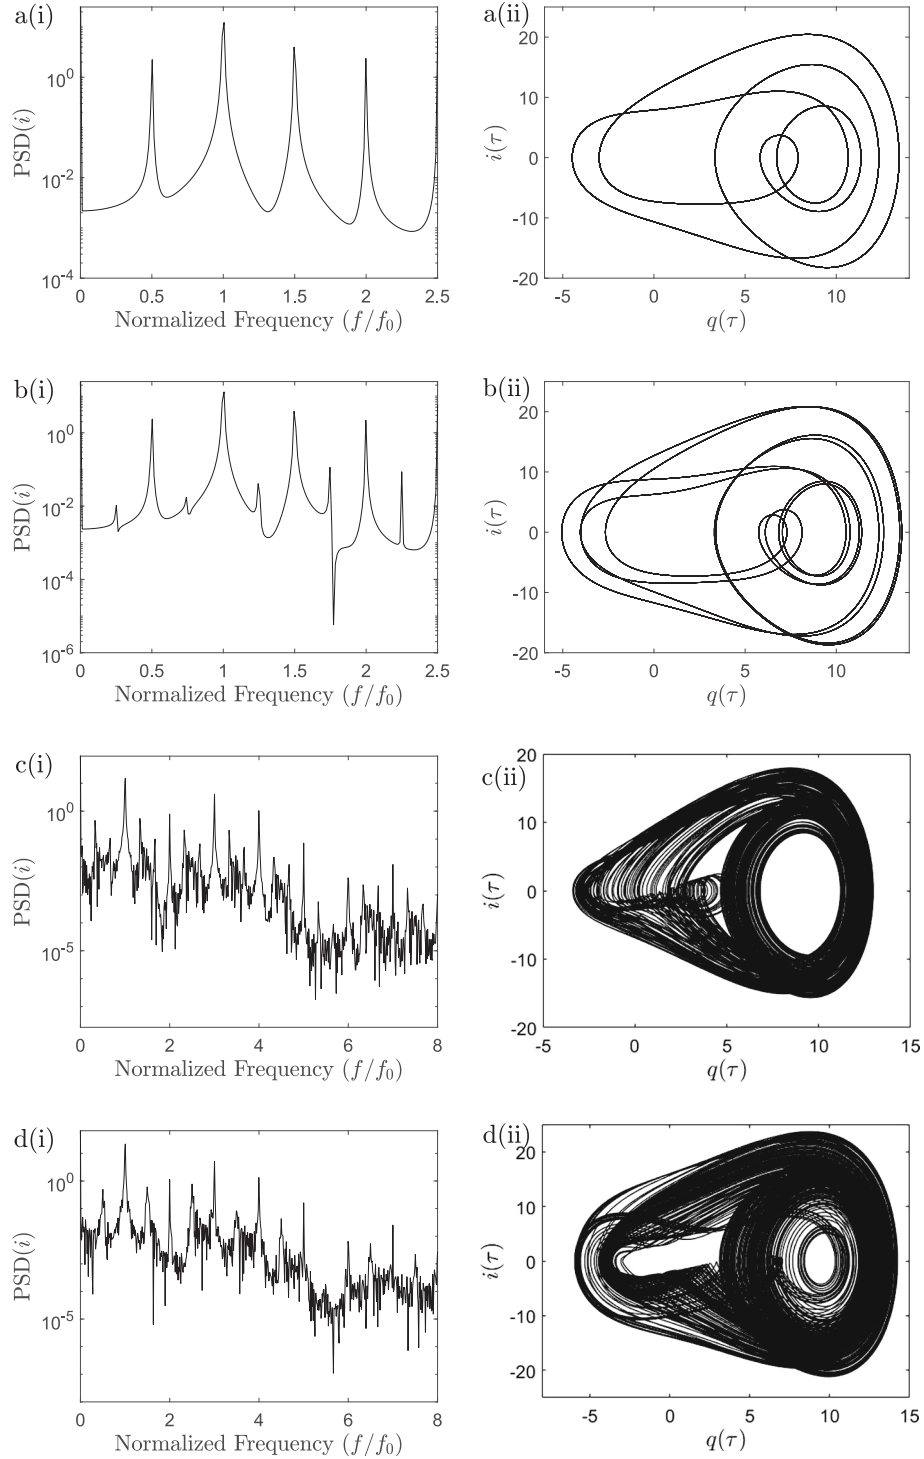 a(i)
PSD(i)
10^0
10^-2
10^-4
0 0.5 1 1.5 2 2.5
Normalized Frequency (f/f_0)
a(ii)
i(τ)
20
10
0
-10
-20
-5 0 5 10
q(τ)
b(i)
PSD(i)
10^0
10^-2
10^-4
10^-6
0 0.5 1 1.5 2 2.5
Normalized Frequency (f/f_0)
b(ii)
i(τ)
20
10
0
-10
-20
-5 0 5 10
q(τ)
c(i)
PSD(i)
10^0
10^-5
0 2 4 6 8
Normalized Frequency (f/f_0)
c(ii)
i(τ)
20
10
0
-10
-20
-5 0 5 10 15
q(τ)
d(i)
PSD(i)
10^0
10^-5
0 2 4 6 8
Normalized Frequency (f/f_0)
d(ii)
i(τ)
20
10
0
-10
-20
-5 0 5 10 15
q(τ)